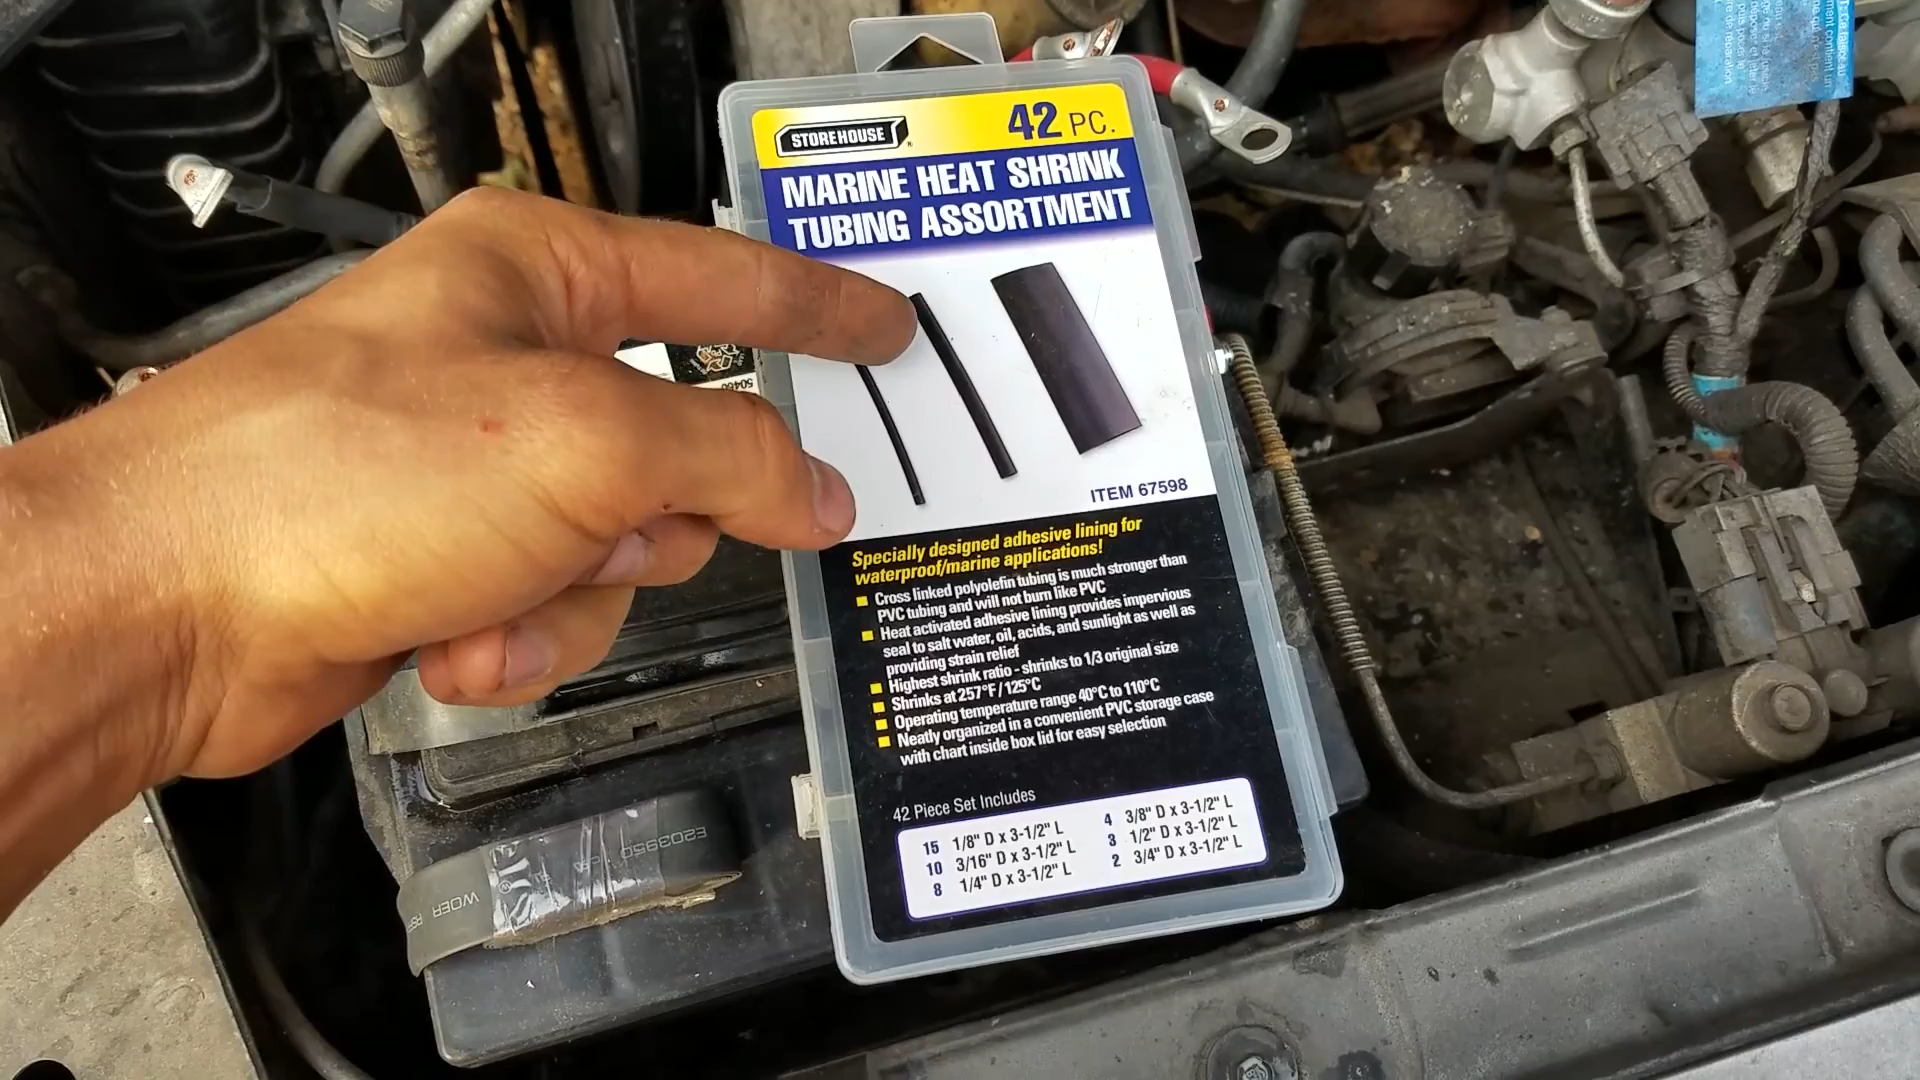 STOREHOUSE
42 PC.
MARINE HEAT SHRINK
TUBING ASSORTMENT
ITEM 67598
Specially designed adhesive lining for
waterproof/marine applications!
Cross linked polyolefin tubing is much stronger than
PVC tubing and will not burn like PVC
Heat activated adhesive lining provides impervious
seal to salt water, oil, acids, and sunlight as well as
providing strain relief
Highest shrink ratio - shrinks to 1/3 original size
Shrinks at 257°F / 125°C
Operating temperature range 40°C to 110°C
Neatly organized in a convenient PVC storage case
with chart inside box lid for easy selection
42 Piece Set Includes
15 1/8" D x 3-1/2" L
10 3/16" D x 3-1/2" L
8 1/4" D x 3-1/2" L
4 3/8" D x 3-1/2" L
3 1/2" D x 3-1/2" L
2 3/4" D x 3-1/2" L
E203950
WOER